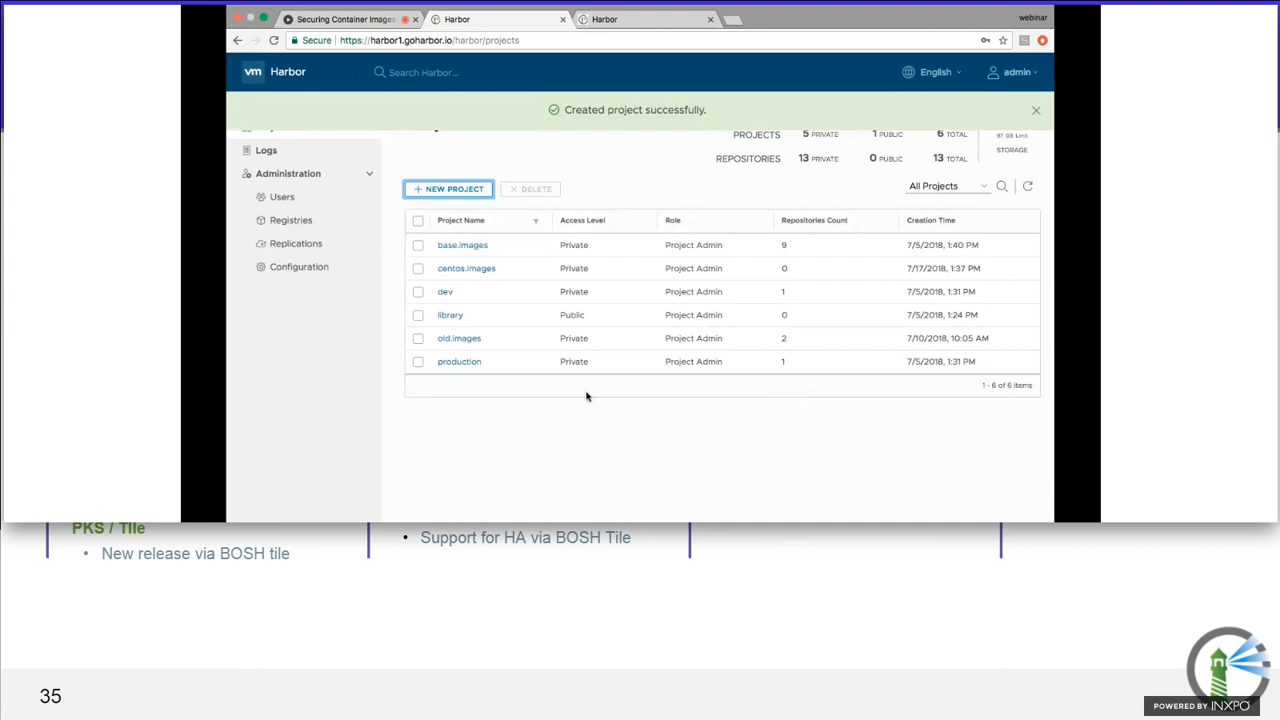 Securing Container Images
Harbor
Harbor
webinar
Secure https://harbor1.goharbor.io/harbor/projects
vm Harbor
Search Harbor...
English
admin
Created project successfully.
PROJECTS 5 PRIVATE 1 PUBLIC 6 TOTAL
REPOSITORIES 13 PRIVATE 0 PUBLIC 13 TOTAL
STORAGE
Logs
Administration
Users
Registries
Replications
Configuration
+ NEW PROJECT
× DELETE
All Projects
Project Name Access Level Role Repositories Count Creation Time
base.images Private Project Admin 9 7/5/2018, 1:40 PM
centos.images Private Project Admin 0 7/17/2018, 1:37 PM
dev Private Project Admin 1 7/5/2018, 1:31 PM
library Public Project Admin 0 7/5/2018, 1:24 PM
old.images Private Project Admin 2 7/10/2018, 10:05 AM
production Private Project Admin 1 7/5/2018, 1:31 PM
1 - 6 of 6 items
PKS / Tile
• New release via BOSH tile
• Support for HA via BOSH Tile
35
POWERED BY INXPO